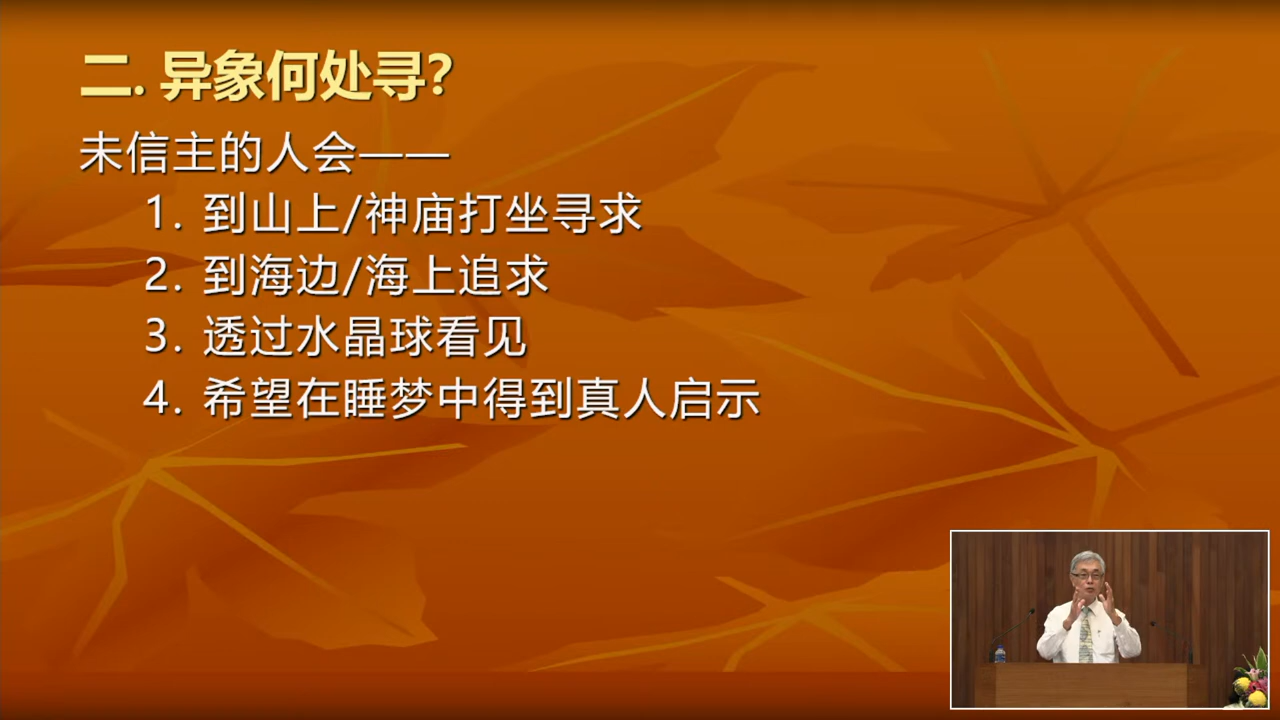 二. 异象何处寻?
未信主的人会——
1. 到山上/神庙打坐寻求
2. 到海边/海上追求
3. 透过水晶球看见
4. 希望在睡梦中得到真人启示